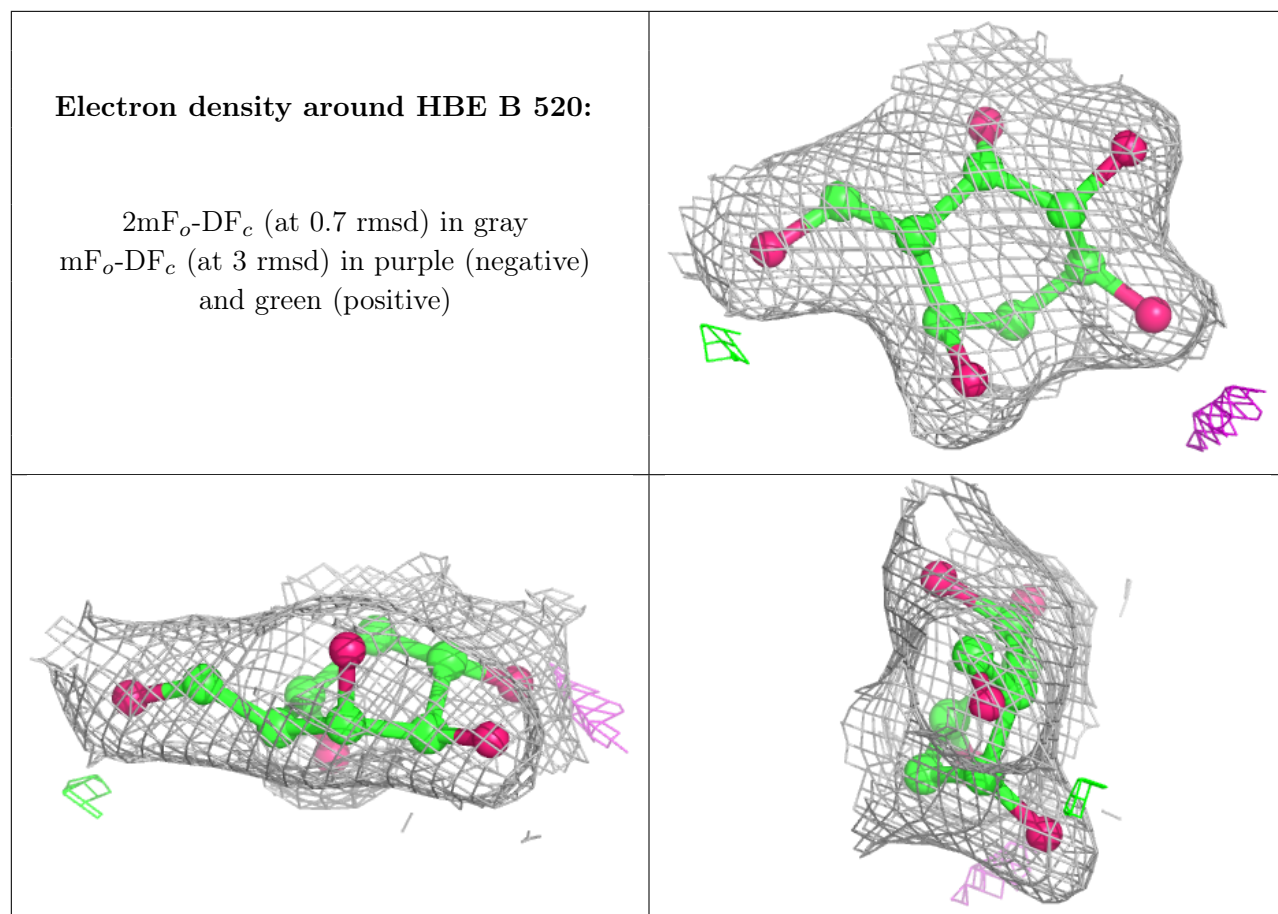 Electron density around HBE B 520:
2mFo-DFc (at 0.7 rmsd) in gray
mFo-DFc (at 3 rmsd) in purple (negative)
and green (positive)